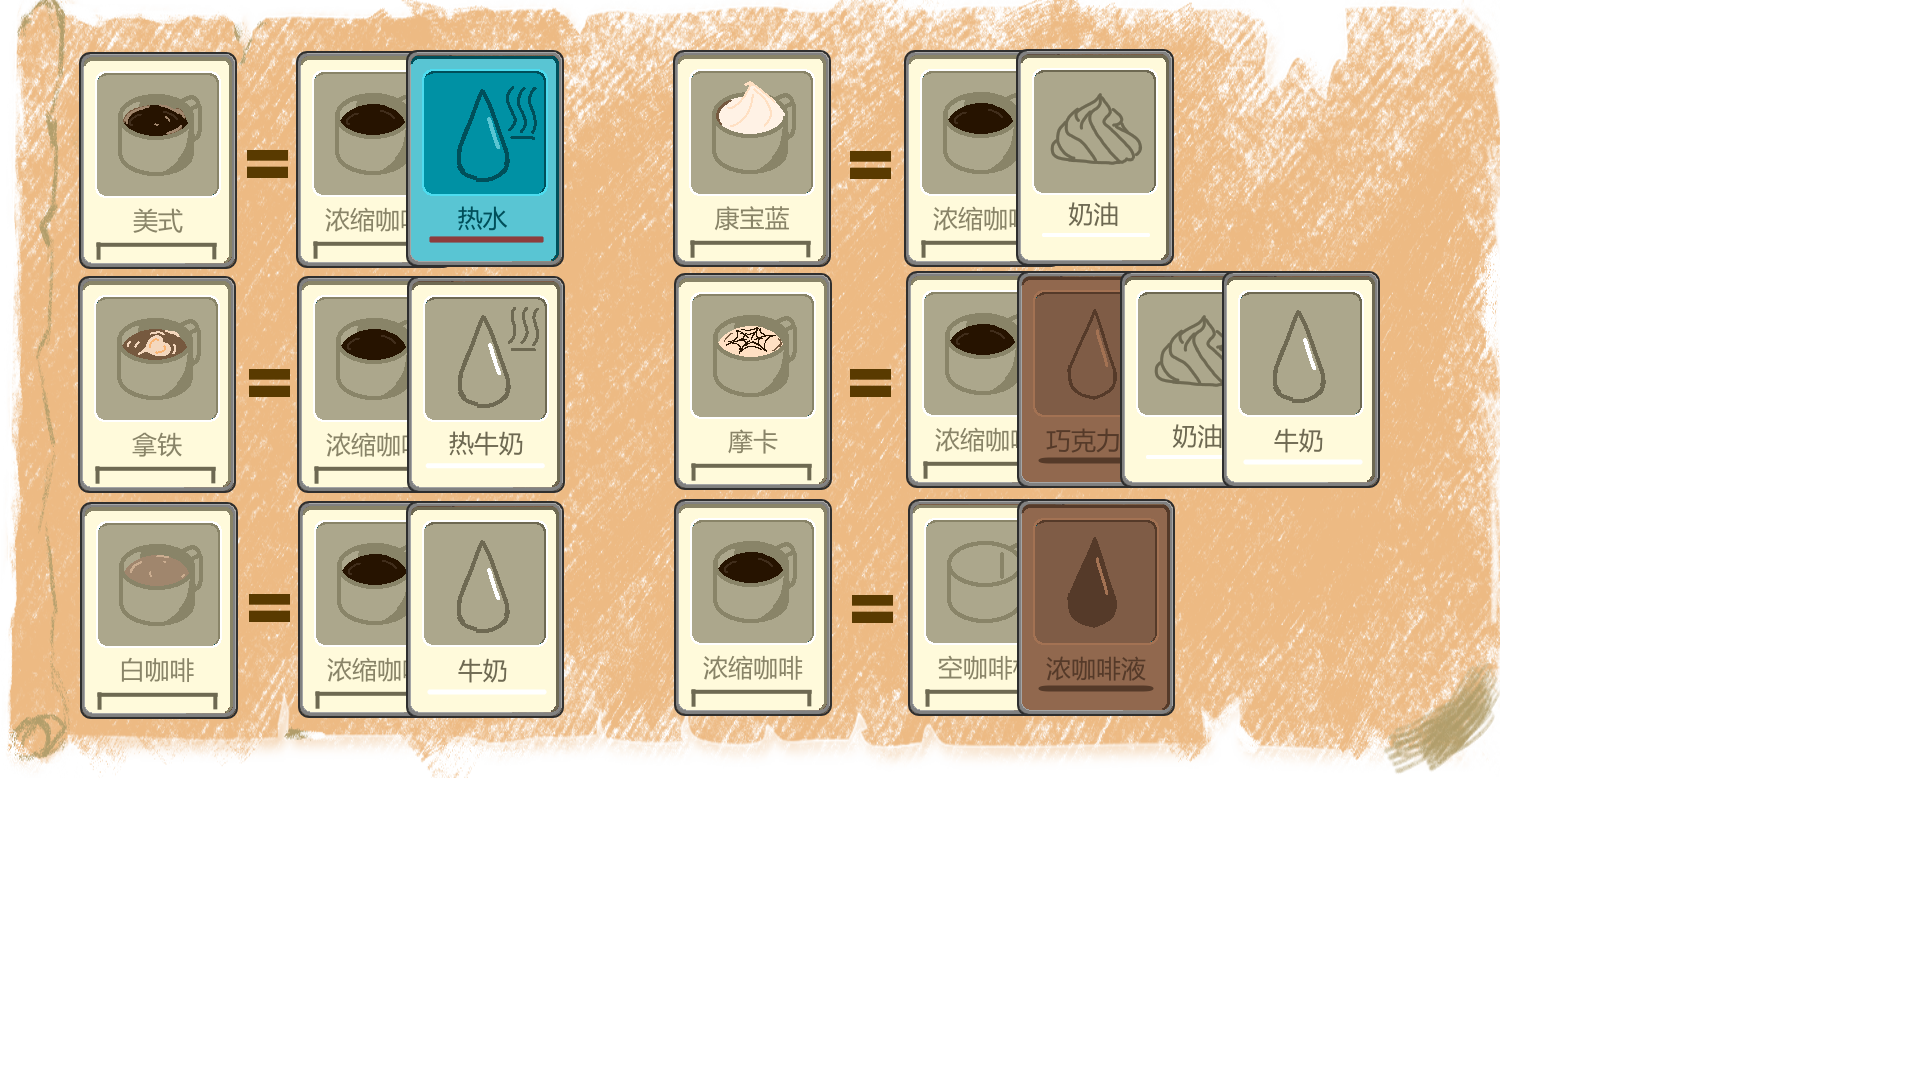 美式 = 浓缩咖 热水
康宝蓝 = 浓缩咖 奶油
拿铁 = 浓缩咖 热牛奶
摩卡 = 浓缩咖 巧克力 奶油 牛奶
白咖啡 = 浓缩咖 牛奶
浓缩咖啡 = 空咖啡 浓咖啡液